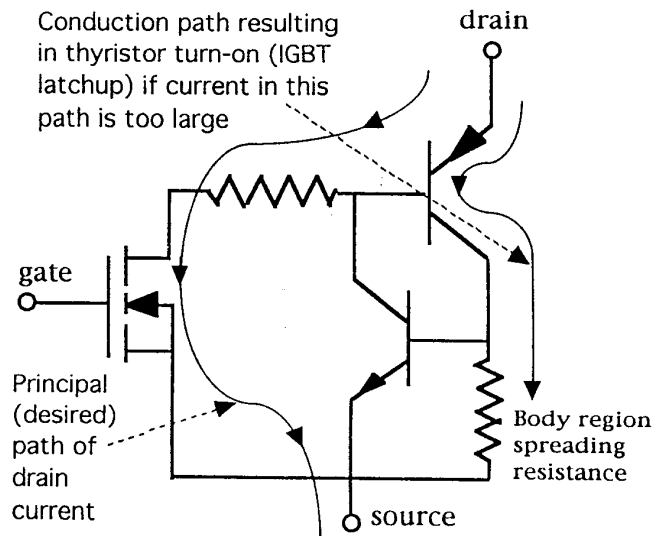 Conduction path resulting
in thyristor turn-on (IGBT
latchup) if current in this
path is too large
drain
gate
Principal
(desired)
path of
drain
current
Body region
spreading
resistance
source